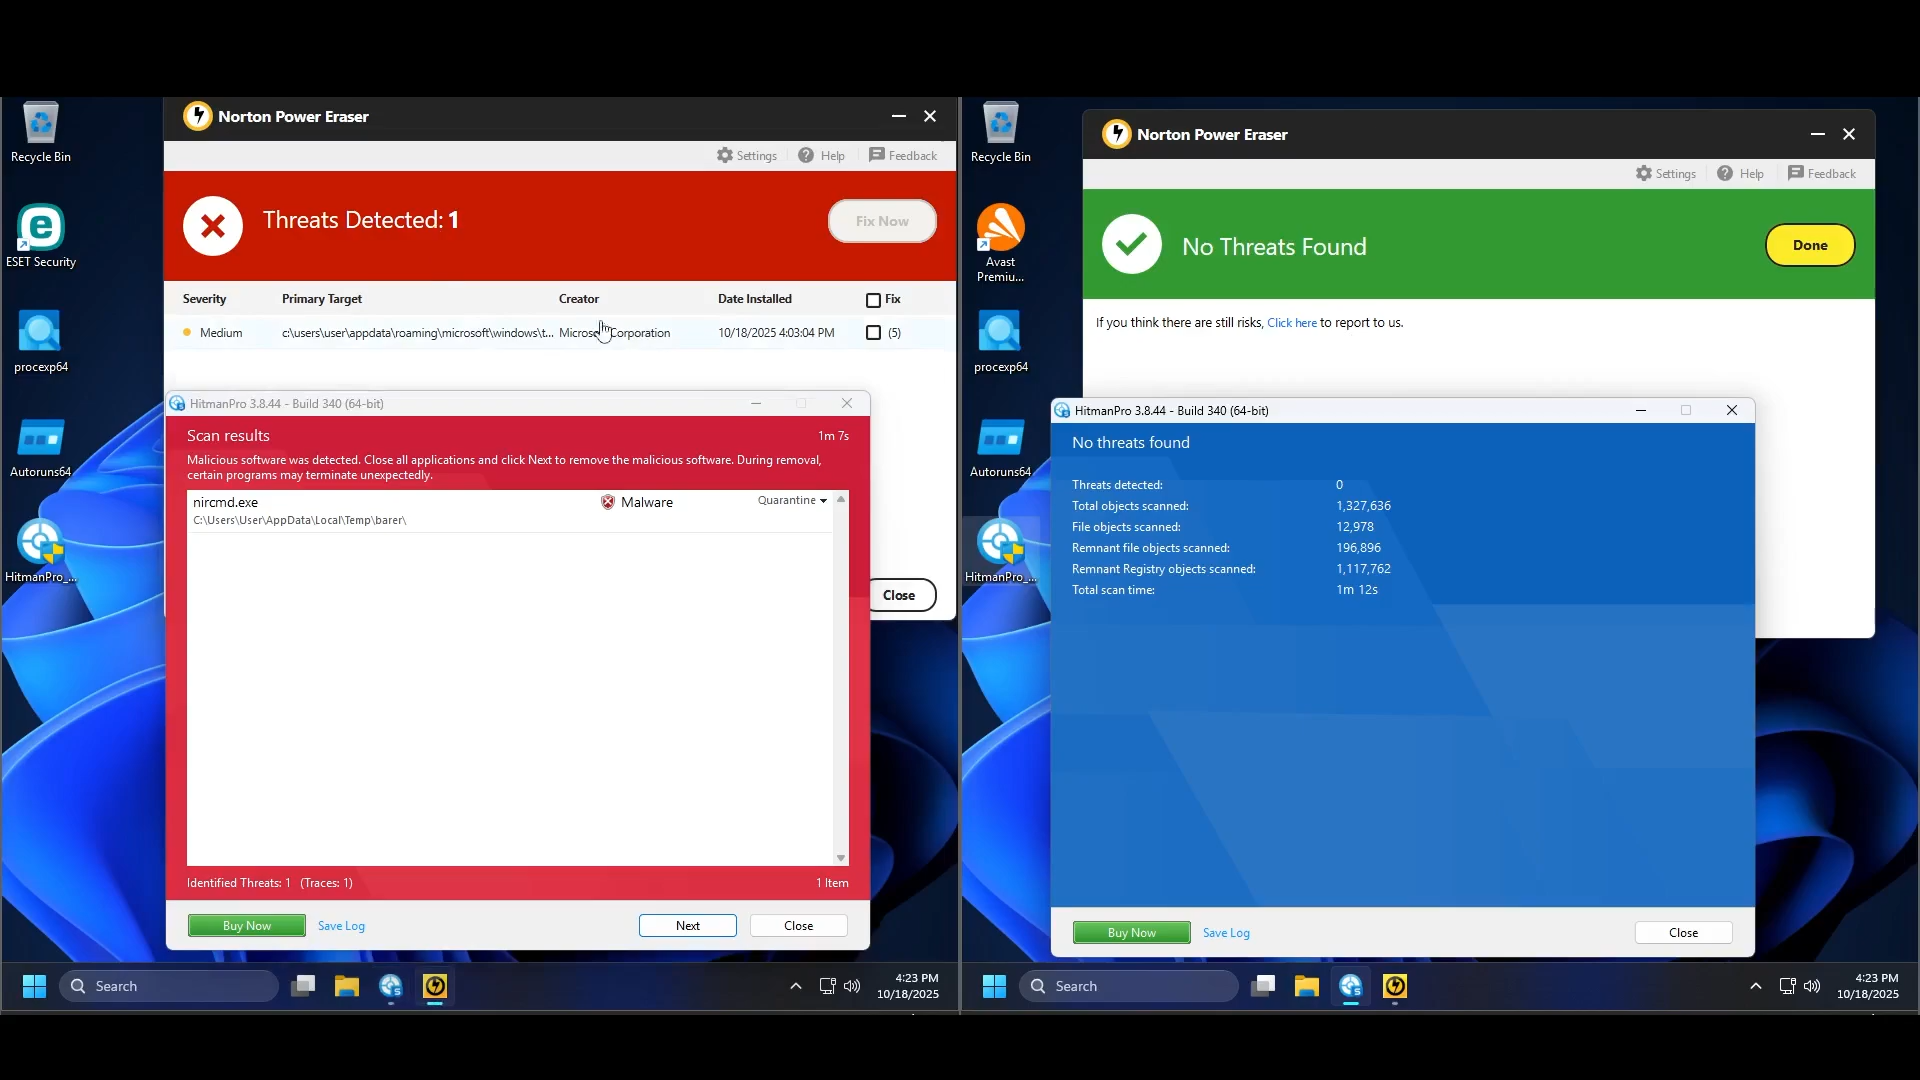 Recycle Bin
ESET Security
procexp64
Autoruns64
HitmanPro_...
Norton Power Eraser
Settings
Help
Feedback
Threats Detected: 1
Fix Now
Severity Primary Target Creator Date Installed Fix
Medium c:\users\user\appdata\roaming\microsoft\windows\t... Microsoft Corporation 10/18/2025 4:03:04 PM (5)
Close
HitmanPro 3.8.44 - Build 340 (64-bit)
Scan results 1m 7s
Malicious software was detected. Close all applications and click Next to remove the malicious software. During removal,
certain programs may terminate unexpectedly.
nircmd.exe Malware Quarantine
C:\Users\User\AppData\Local\Temp\barer\
Identified Threats: 1 (Traces: 1) 1 Item
Buy Now Save Log Next Close
Search
4:23 PM
10/18/2025
Recycle Bin
Avast
Premiu...
procexp64
Autoruns64
HitmanPro_...
Norton Power Eraser
Settings
Help
Feedback
No Threats Found
Done
If you think there are still risks, Click here to report to us.
HitmanPro 3.8.44 - Build 340 (64-bit)
No threats found
Threats detected: 0
Total objects scanned: 1,327,636
File objects scanned: 12,978
Remnant file objects scanned: 196,896
Remnant Registry objects scanned: 1,117,762
Total scan time: 1m 12s
Buy Now Save Log Close
Search
4:23 PM
10/18/2025